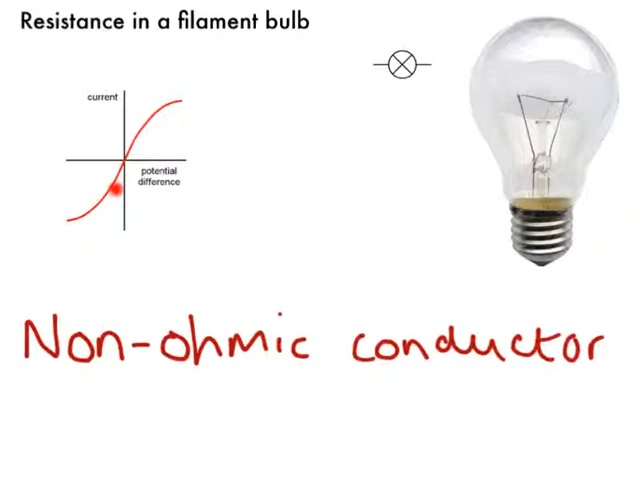 Resistance in a filament bulb
current
potential
difference
Non-ohmic conductor